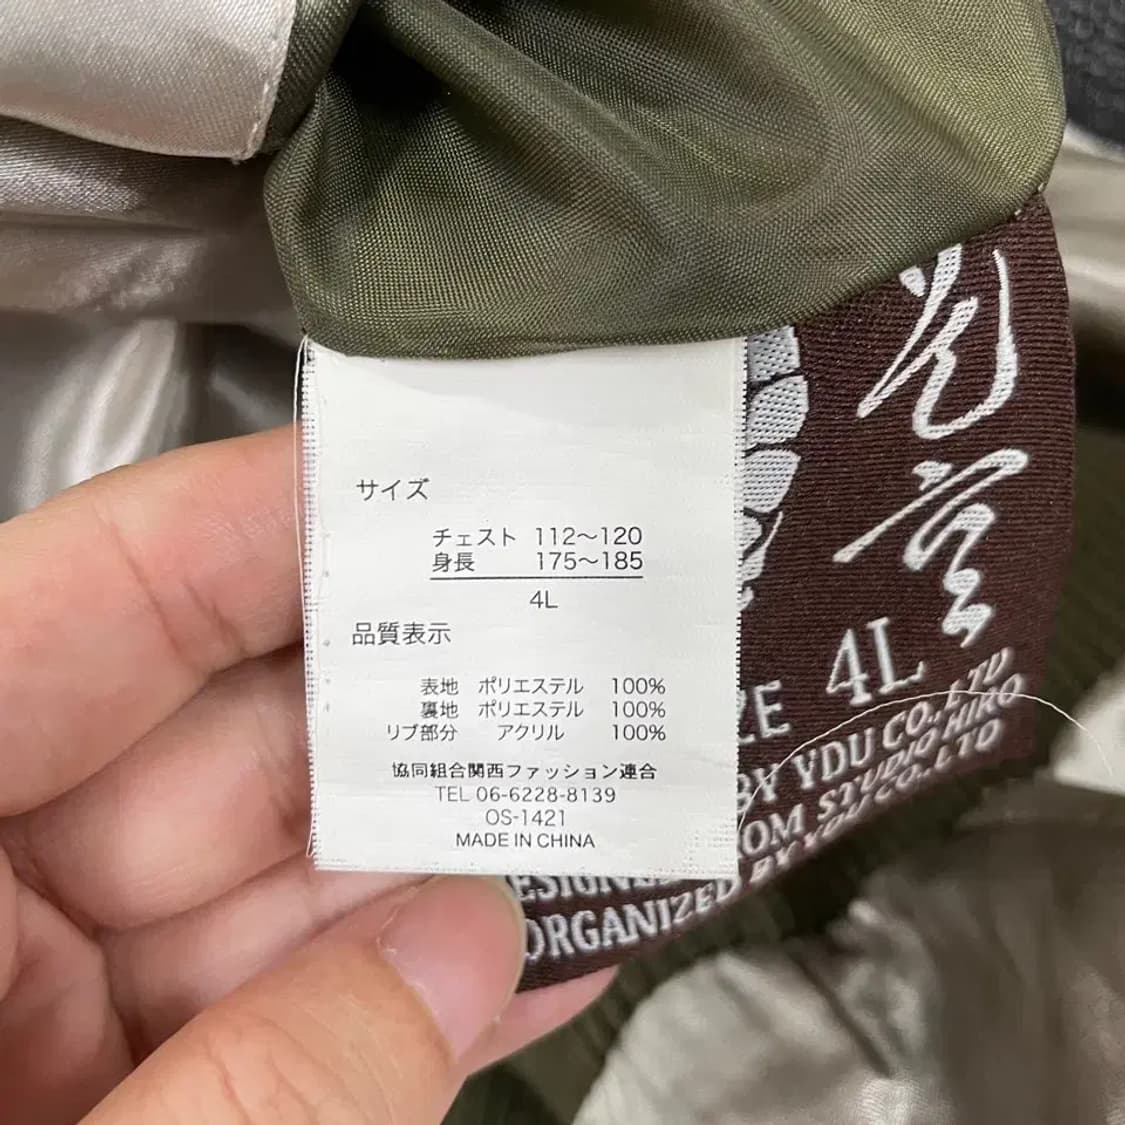 サイズ
チェスト 112〜120
身長 175〜185
4L
品質表示
表地 ポリエステル 100%
裏地 ポリエステル 100%
リブ部分 アクリル 100%
協同組合関西ファッション連合
TEL 06-6228-8139
OS-1421
MADE IN CHINA
4L
BY YDU CO.,LTD
STUDIO HIRO
ORGANIZED BY YDU CO.,LTD